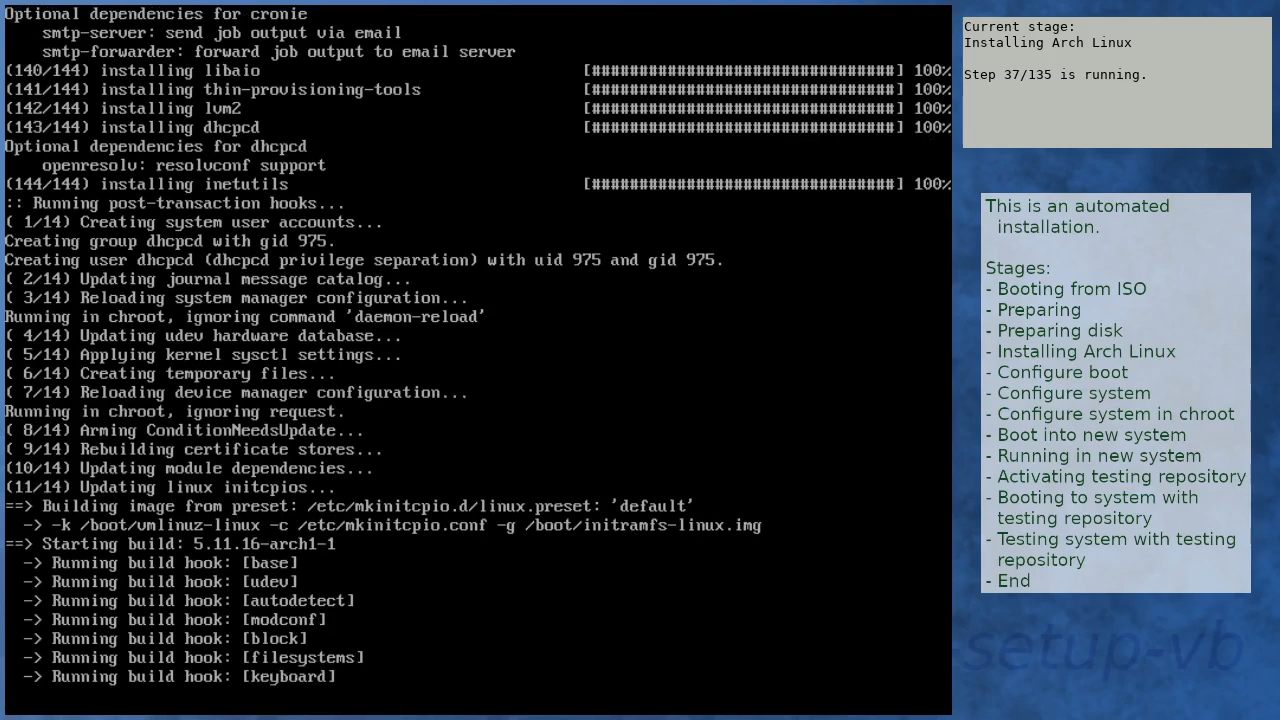 Optional dependencies for cronie
smtp-server: send job output via email
smtp-forwarder: forward job output to email server
(140/144) installing libaio [################################] 100%
(141/144) installing thin-provisioning-tools [################################] 100%
(142/144) installing lvm2 [################################] 100%
(143/144) installing dhcpcd [################################] 100%
Optional dependencies for dhcpcd
openresolv: resolvconf support
(144/144) installing inetutils [################################] 100%
:: Running post-transaction hooks...
( 1/14) Creating system user accounts...
Creating group dhcpcd with gid 975.
Creating user dhcpcd (dhcpcd privilege separation) with uid 975 and gid 975.
( 2/14) Updating journal message catalog...
( 3/14) Reloading system manager configuration...
Running in chroot, ignoring command 'daemon-reload'
( 4/14) Updating udev hardware database...
( 5/14) Applying kernel sysctl settings...
( 6/14) Creating temporary files...
( 7/14) Reloading device manager configuration...
Running in chroot, ignoring request.
( 8/14) Arming ConditionNeedsUpdate...
( 9/14) Rebuilding certificate stores...
(10/14) Updating module dependencies...
(11/14) Updating linux initcpios...
==> Building image from preset: /etc/mkinitcpio.d/linux.preset: 'default'
-> -k /boot/vmlinuz-linux -c /etc/mkinitcpio.conf -g /boot/initramfs-linux.img
==> Starting build: 5.11.16-arch1-1
-> Running build hook: [base]
-> Running build hook: [udev]
-> Running build hook: [autodetect]
-> Running build hook: [modconf]
-> Running build hook: [block]
-> Running build hook: [filesystems]
-> Running build hook: [keyboard]
Current stage:
Installing Arch Linux
Step 37/135 is running.
This is an automated
installation.
Stages:
- Booting from ISO
- Preparing
- Preparing disk
- Installing Arch Linux
- Configure boot
- Configure system
- Configure system in chroot
- Boot into new system
- Running in new system
- Activating testing repository
- Booting to system with
testing repository
- Testing system with testing
repository
- End
-setup-vb